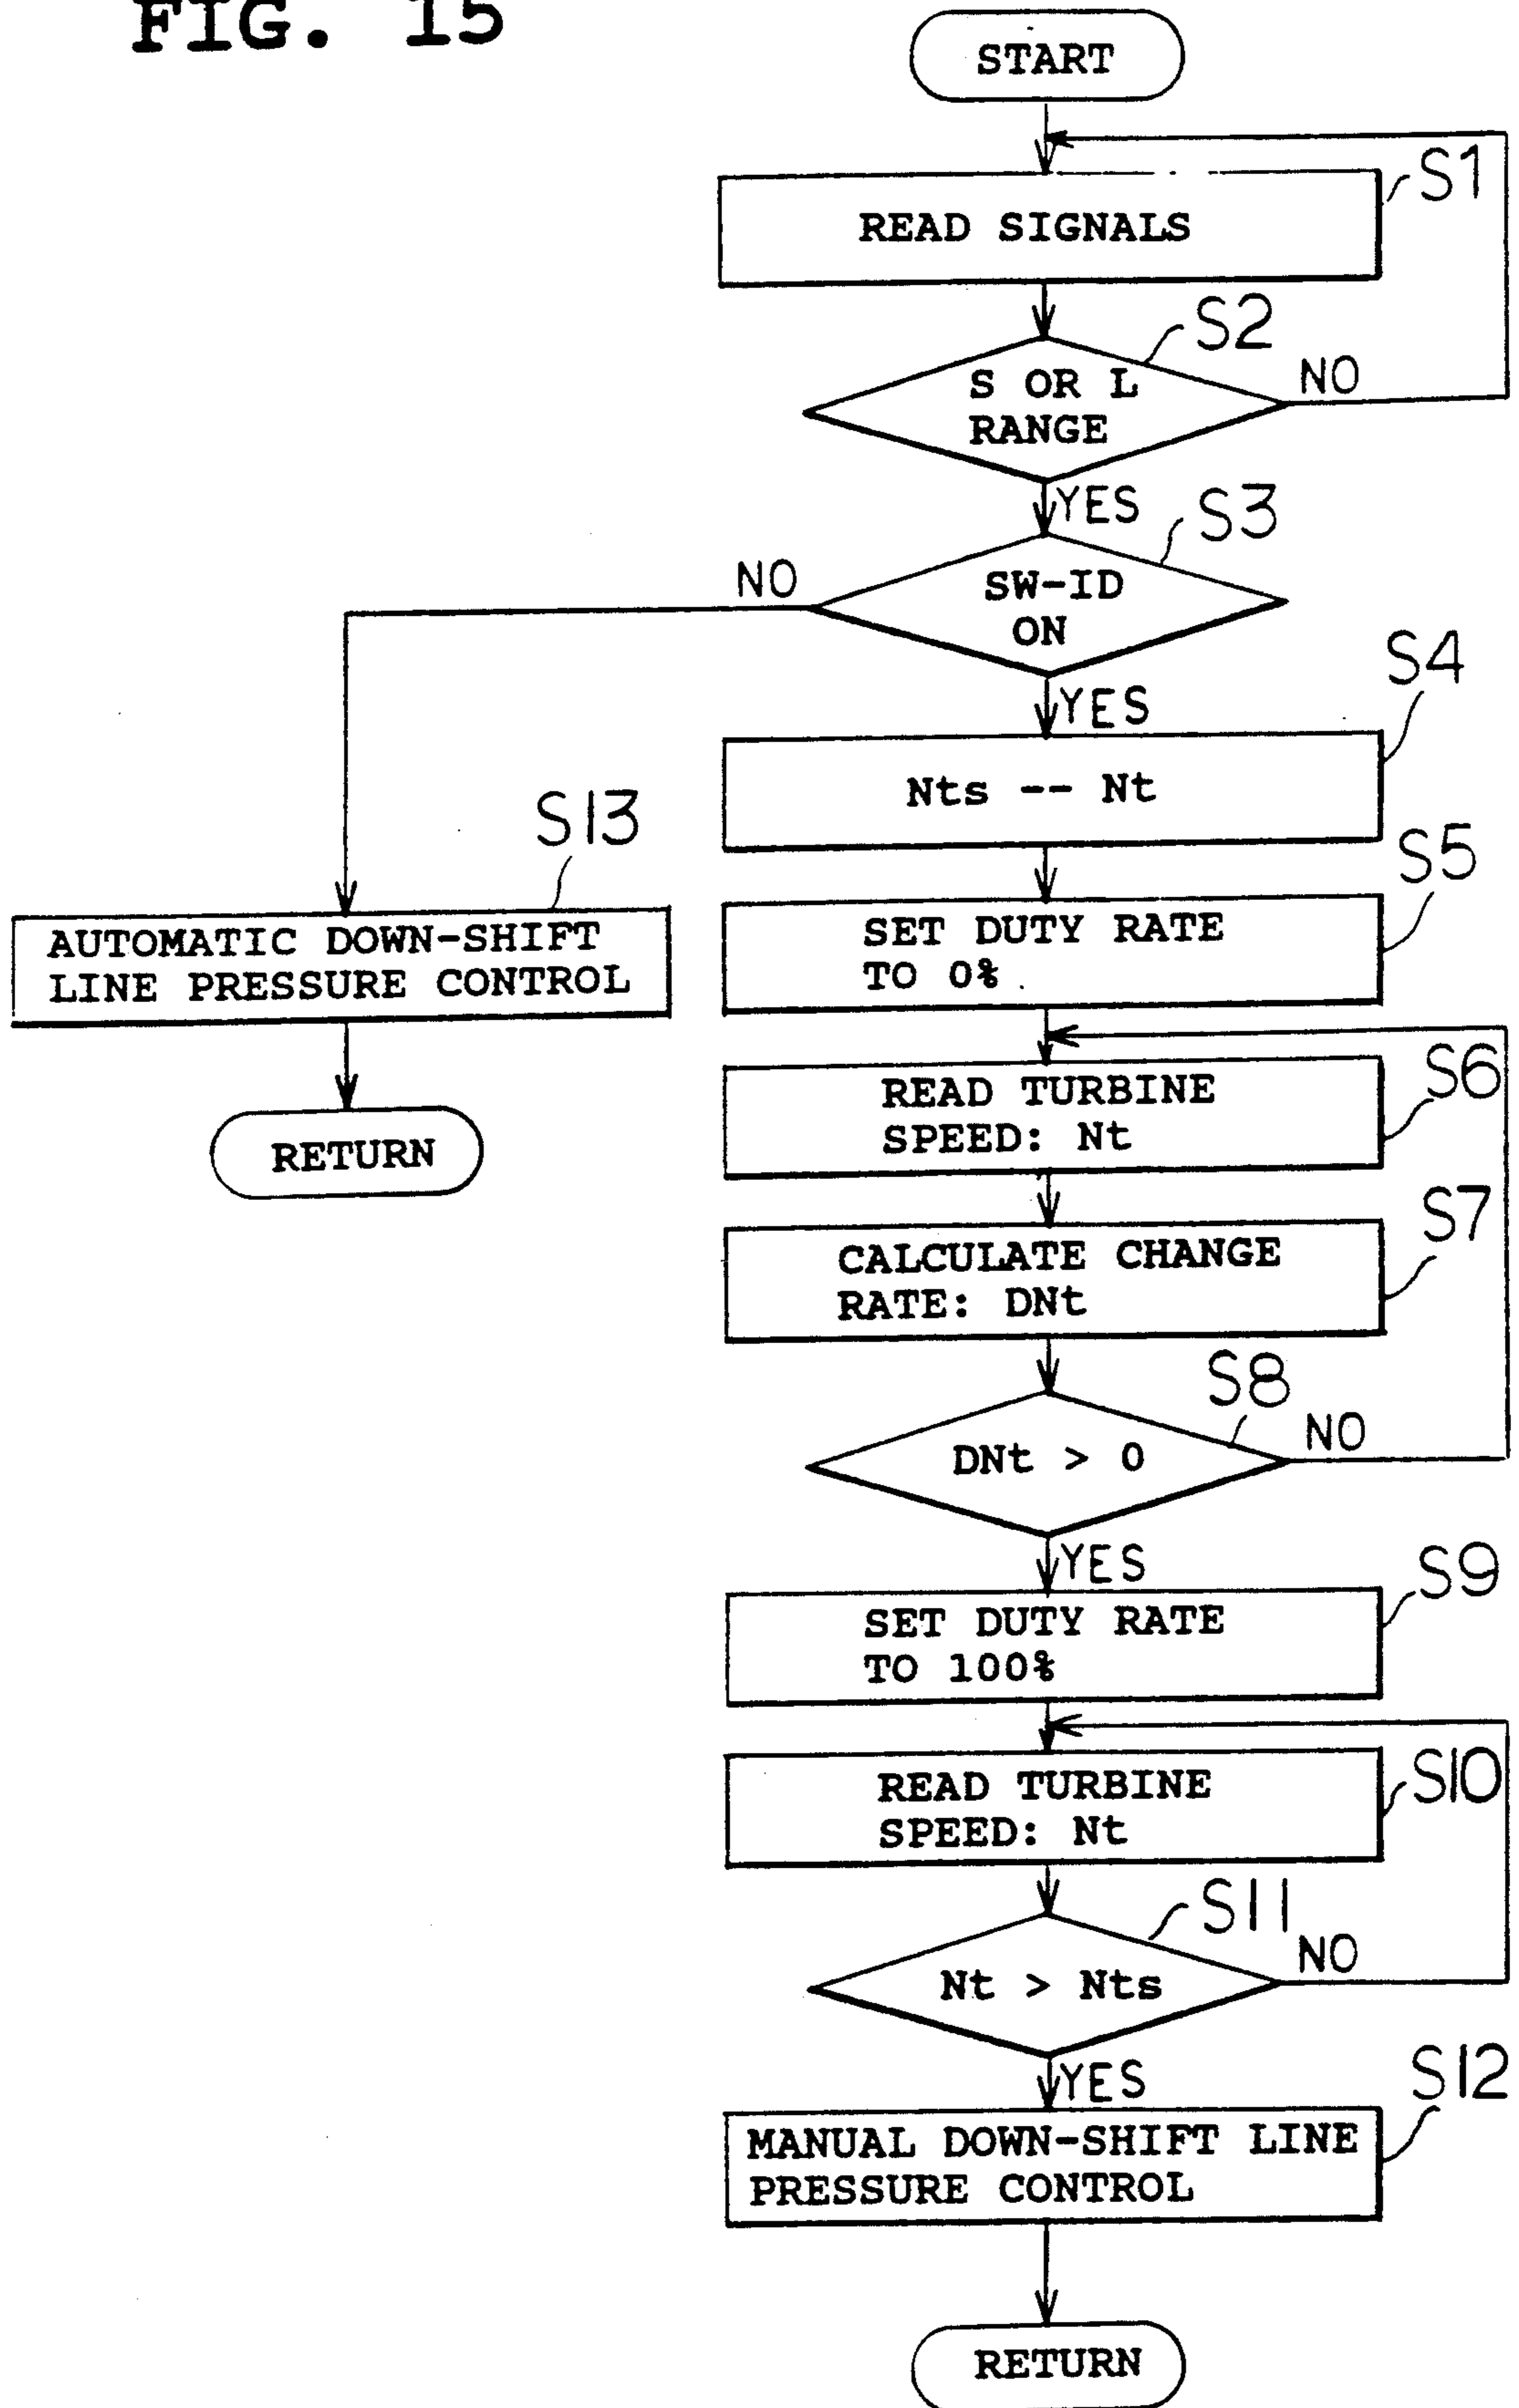 FIG. 15
START
S1
READ SIGNALS
S2
S OR L
RANGE
NO
YES
S3
SW-ID
ON
NO
YES
S4
Nts -- Nt
S13
AUTOMATIC DOWN-SHIFT
LINE PRESSURE CONTROL
RETURN
S5
SET DUTY RATE
TO 0%
S6
READ TURBINE
SPEED: Nt
S7
CALCULATE CHANGE
RATE: DNt
S8
DNt > 0
NO
YES
S9
SET DUTY RATE
TO 100%
S10
READ TURBINE
SPEED: Nt
S11
Nt > Nts
NO
YES
S12
MANUAL DOWN-SHIFT LINE
PRESSURE CONTROL
RETURN